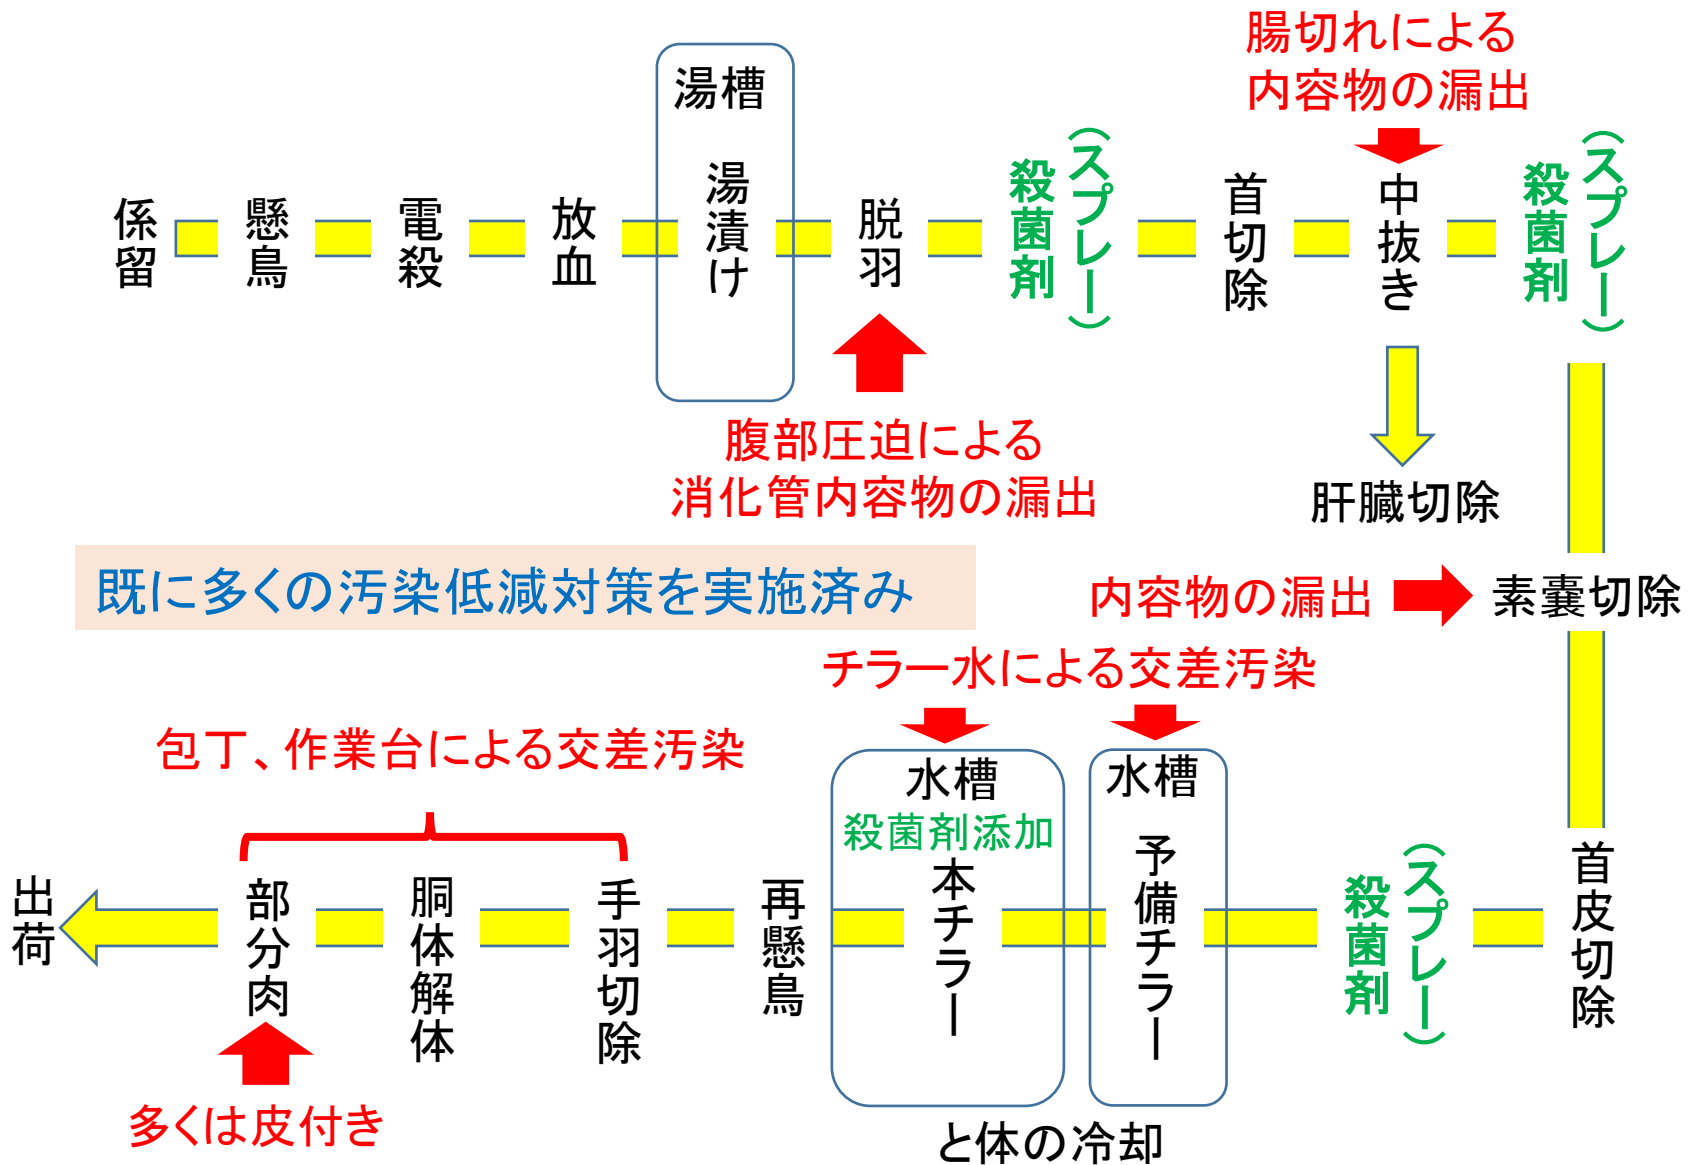 腸切れによる
内容物の漏出
係留
懸鳥
電殺
放血
湯槽
湯漬け
脱羽
殺菌剤
（スプレー）
首切除
中抜き
殺菌剤
（スプレー）
腹部圧迫による
消化管内容物の漏出
肝臓切除
既に多くの汚染低減対策を実施済み
内容物の漏出
素嚢切除
チラー水による交差汚染
包丁、作業台による交差汚染
首皮切除
殺菌剤
（スプレー）
水槽
予備チラー
水槽
殺菌剤添加
本チラー
と体の冷却
再懸鳥
手羽切除
胴体解体
部分肉
多くは皮付き
出荷